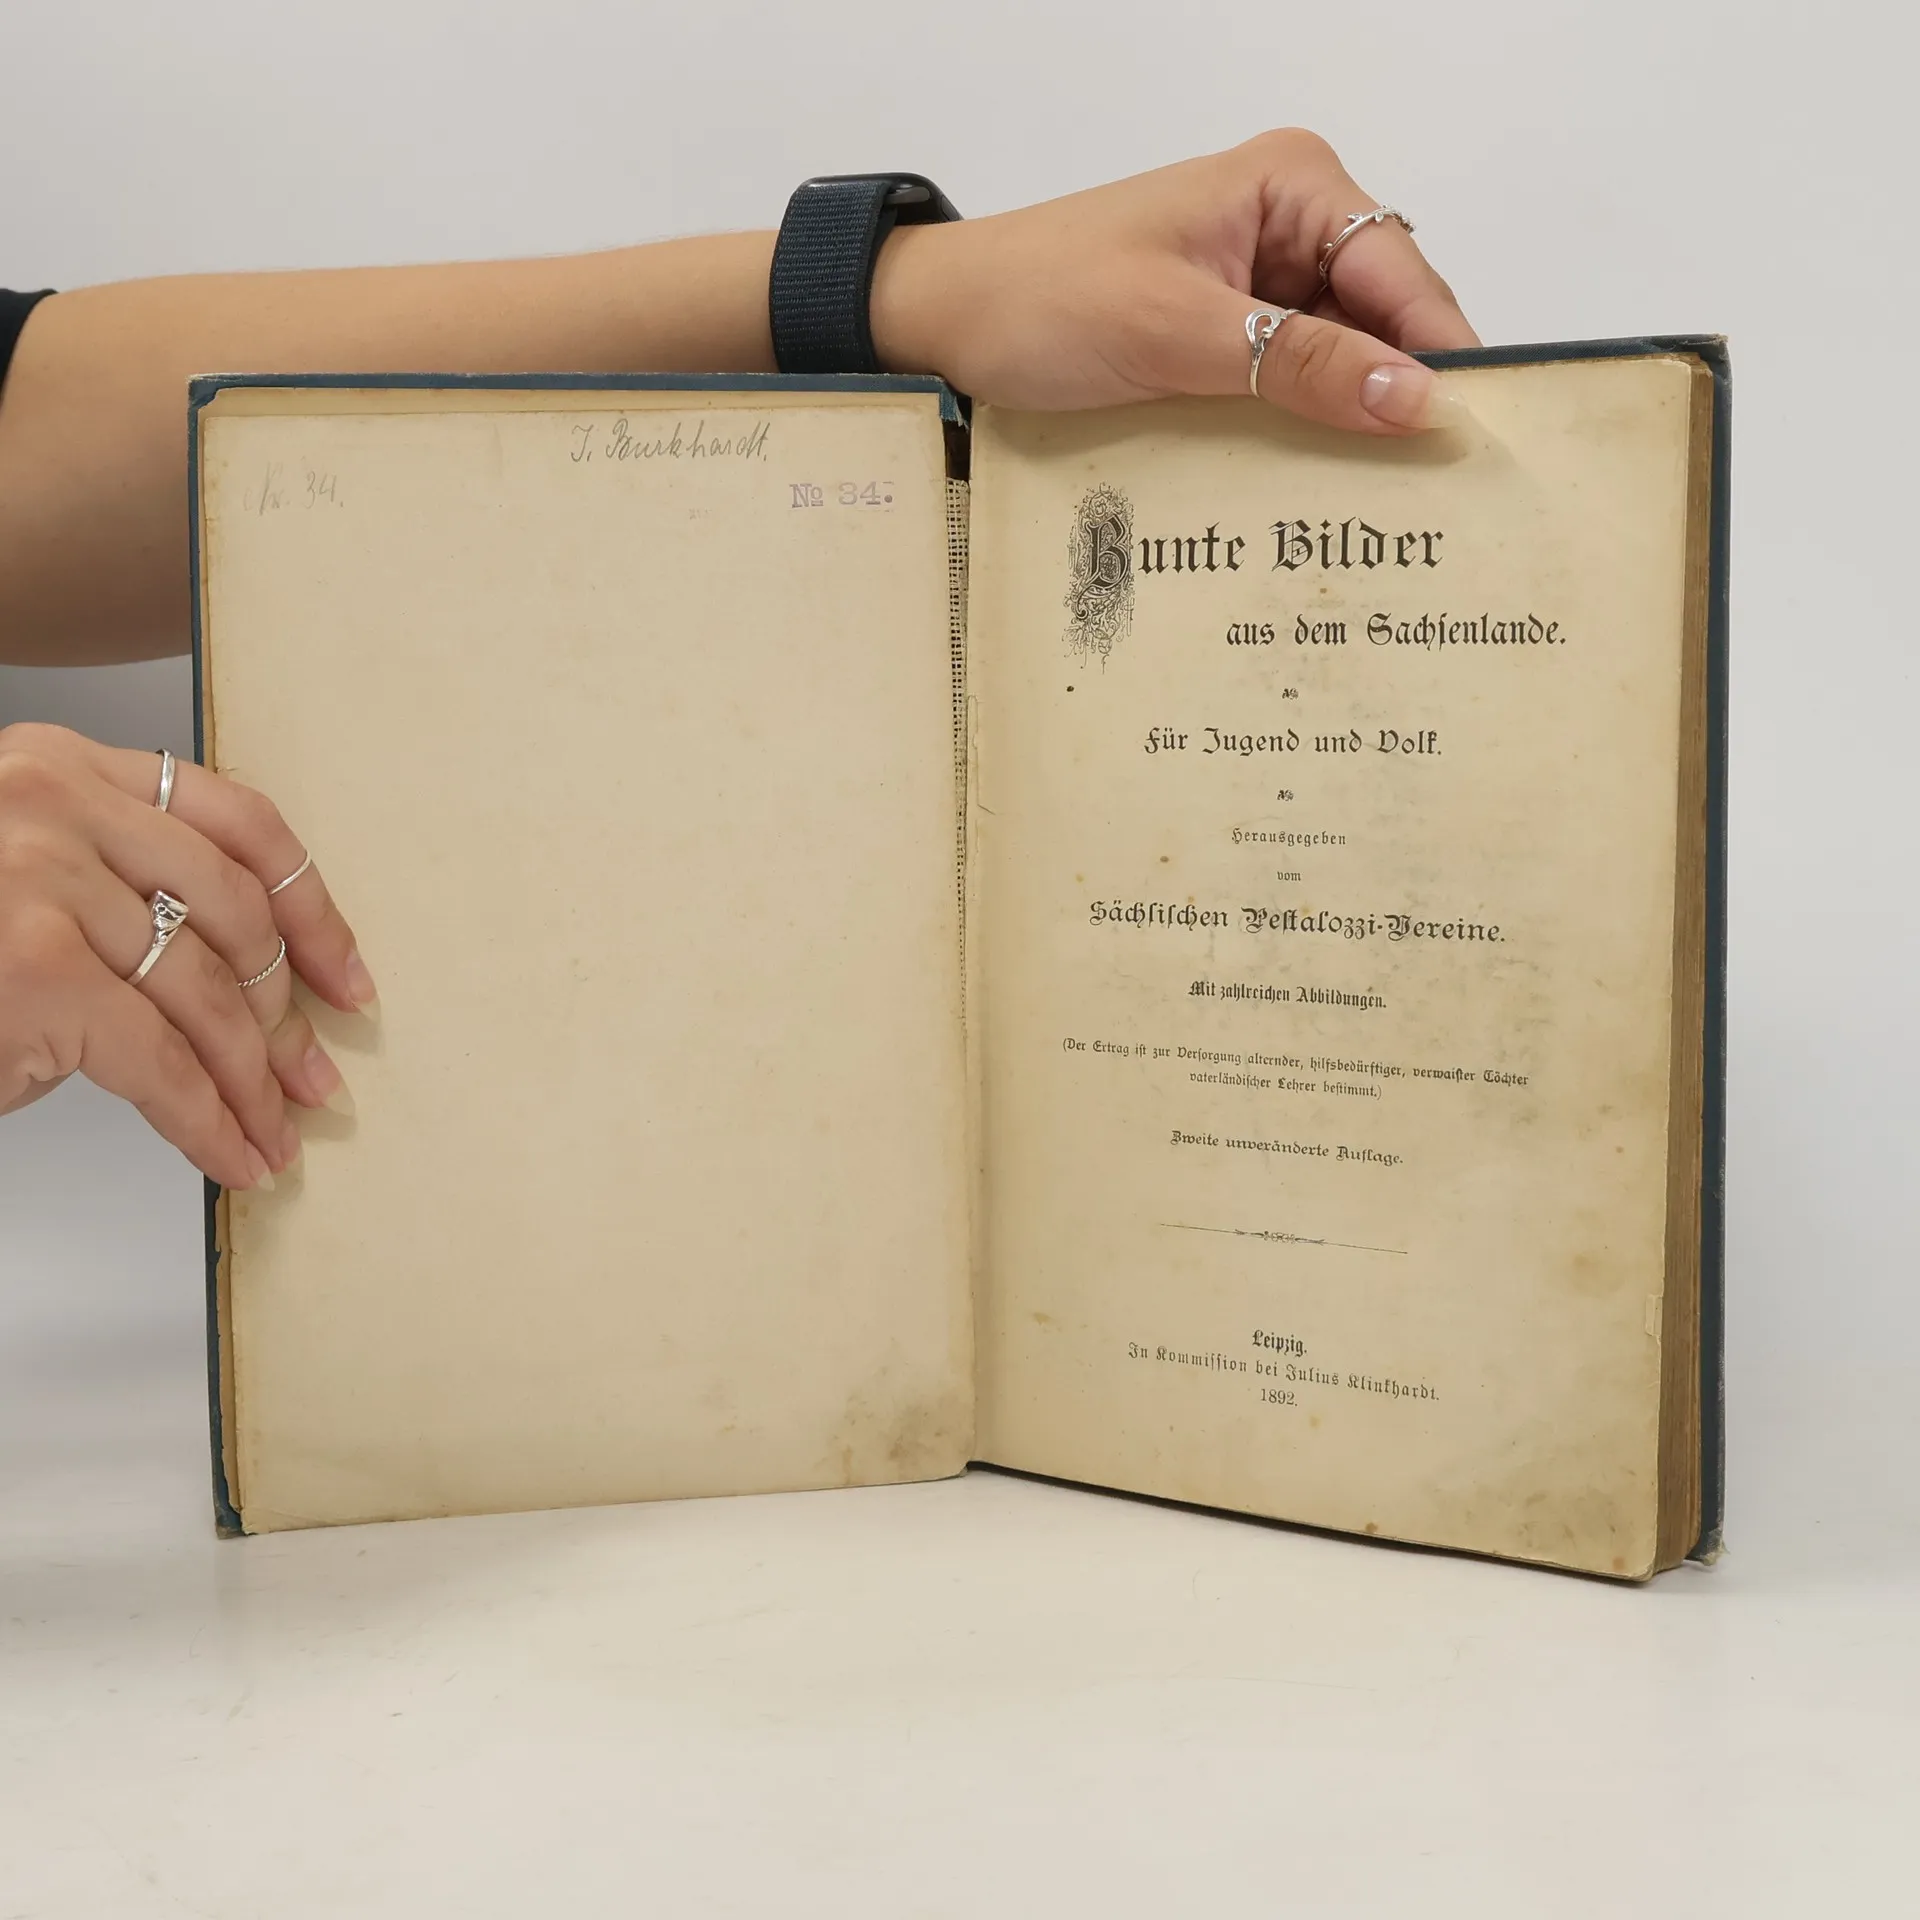 J. Burkhardt.
Nr. 34.
№ 34.
Bunte Bilder
aus dem Sachſenlande.
Für Jugend und Volk.
Herausgegeben
vom
Sächſiſchen Peſtalozzi-Vereine.
Mit zahlreichen Abbildungen.
(Der Ertrag iſt zur Verſorgung alternder, hilfsbedürftiger, verwaiſter Töchter
vaterländiſcher Lehrer beſtimmt.)
Zweite unveränderte Auflage.
Leipzig.
In Kommiſſion bei Julius Klinkhardt.
1892.